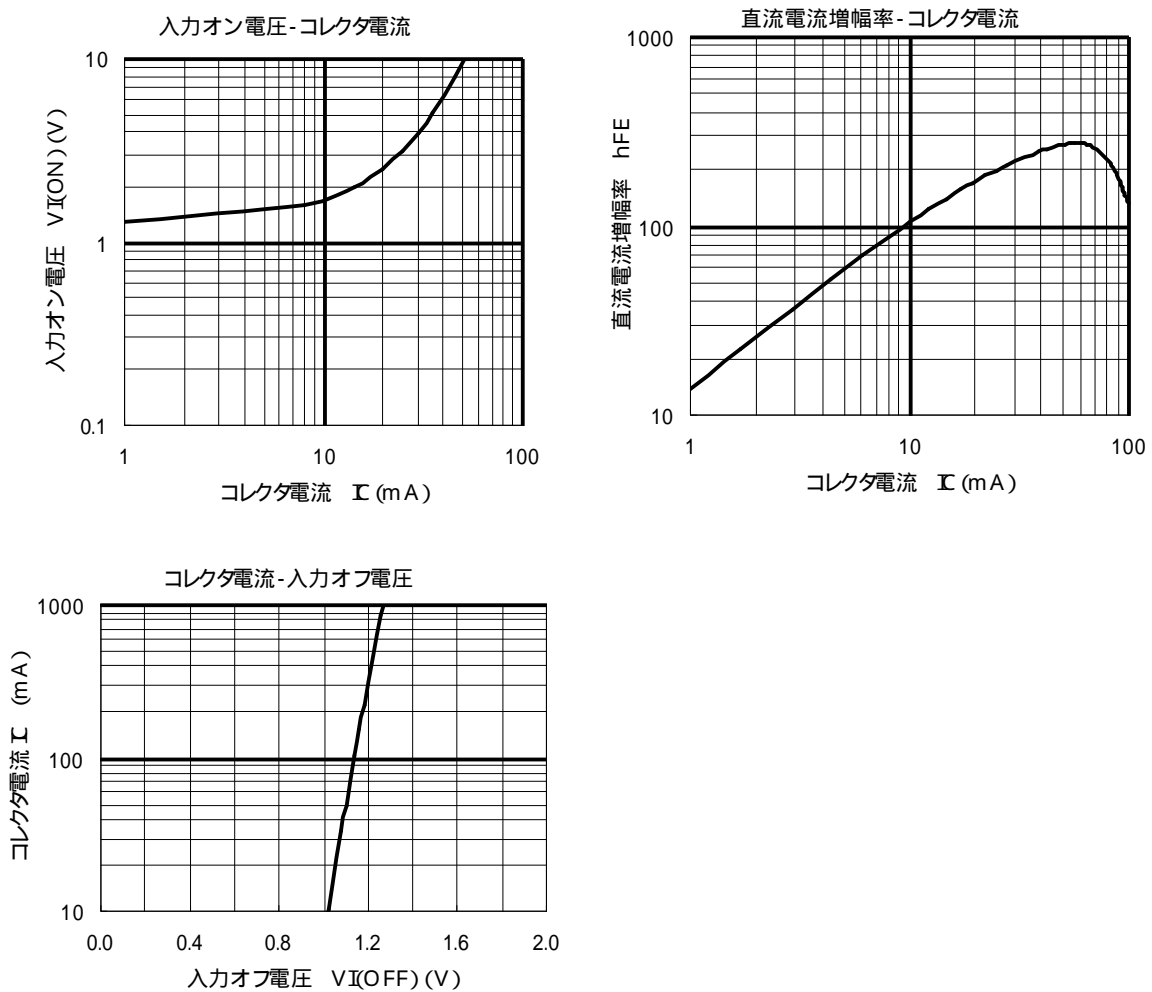 入力オン電圧-コレクタ電流
10
1
0.1
1
10
100
入力オン電圧 VI(ON) (V)
コレクタ電流 IC (mA)
直流電流増幅率-コレクタ電流
1000
100
10
1
10
100
直流電流増幅率 hFE
コレクタ電流 IC (mA)
コレクタ電流-入力オフ電圧
1000
100
10
0.0
0.4
0.8
1.2
1.6
2.0
コレクタ電流 IC (mA)
入力オフ電圧 VI(OFF) (V)